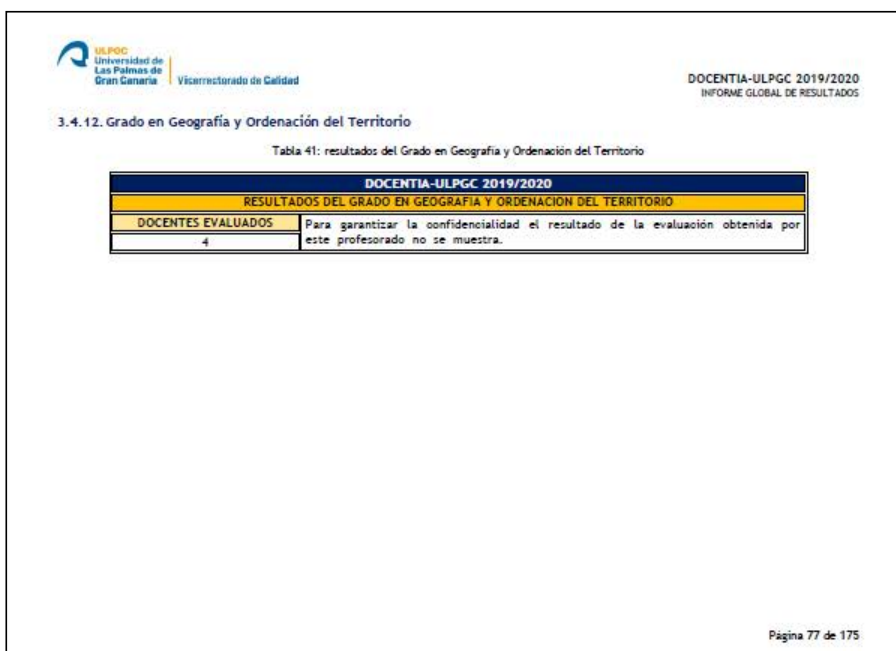 ULPGC
Universidad de
Las Palmas de
Gran Canaria
Vicerrectorado de Calidad
DOCENTIA-ULPGC 2019/2020
INFORME GLOBAL DE RESULTADOS
3.4.12. Grado en Geografía y Ordenación del Territorio
Tabla 41: resultados del Grado en Geografía y Ordenación del Territorio
DOCENTIA-ULPGC 2019/2020
RESULTADOS DEL GRADO EN GEOGRAFIA Y ORDENACION DEL TERRITORIO
DOCENTES EVALUADOS
4
Para garantizar la confidencialidad el resultado de la evaluación obtenida por
este profesorado no se muestra.
Página 77 de 175